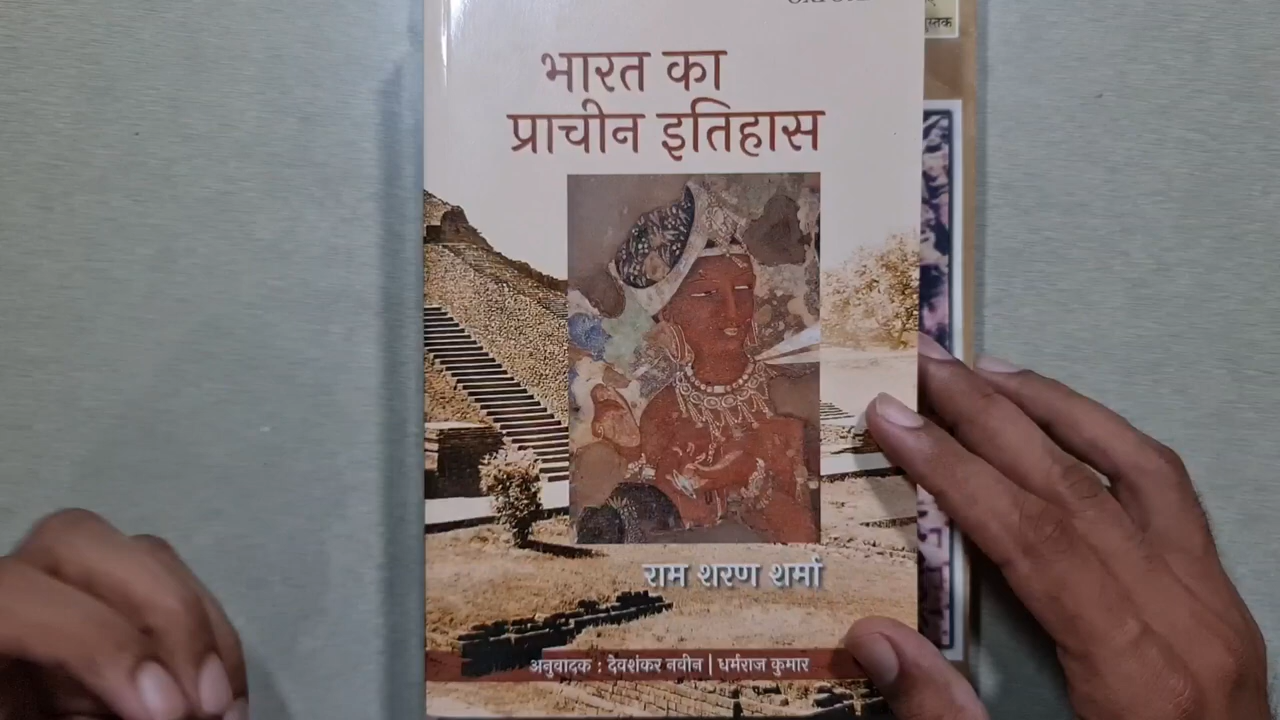 भारत का
प्राचीन इतिहास
राम शरण शर्मा
अनुवादक : देवशंकर नवीन | धर्मराज कुमार